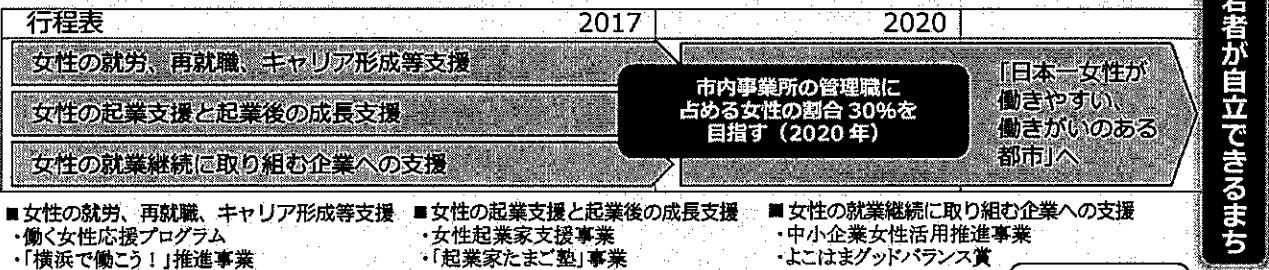 行程表
2017
2020
女性の就労、再就職、キャリア形成等支援
女性の起業支援と起業後の成長支援
女性の就業継続に取り組む企業への支援
市内事業所の管理職に
占める女性の割合 30%を
目指す（2020 年）
「日本一女性が
働きやすい、
働きがいのある
都市」へ
■女性の就労、再就職、キャリア形成等支援
・働く女性応援プログラム
・「横浜で働こう！」推進事業
■女性の起業支援と起業後の成長支援
・女性起業家支援事業
・「起業家たまご塾」事業
■女性の就業継続に取り組む企業への支援
・中小企業女性活用推進事業
・よこはまグッドバランス賞
者が自立できるまち